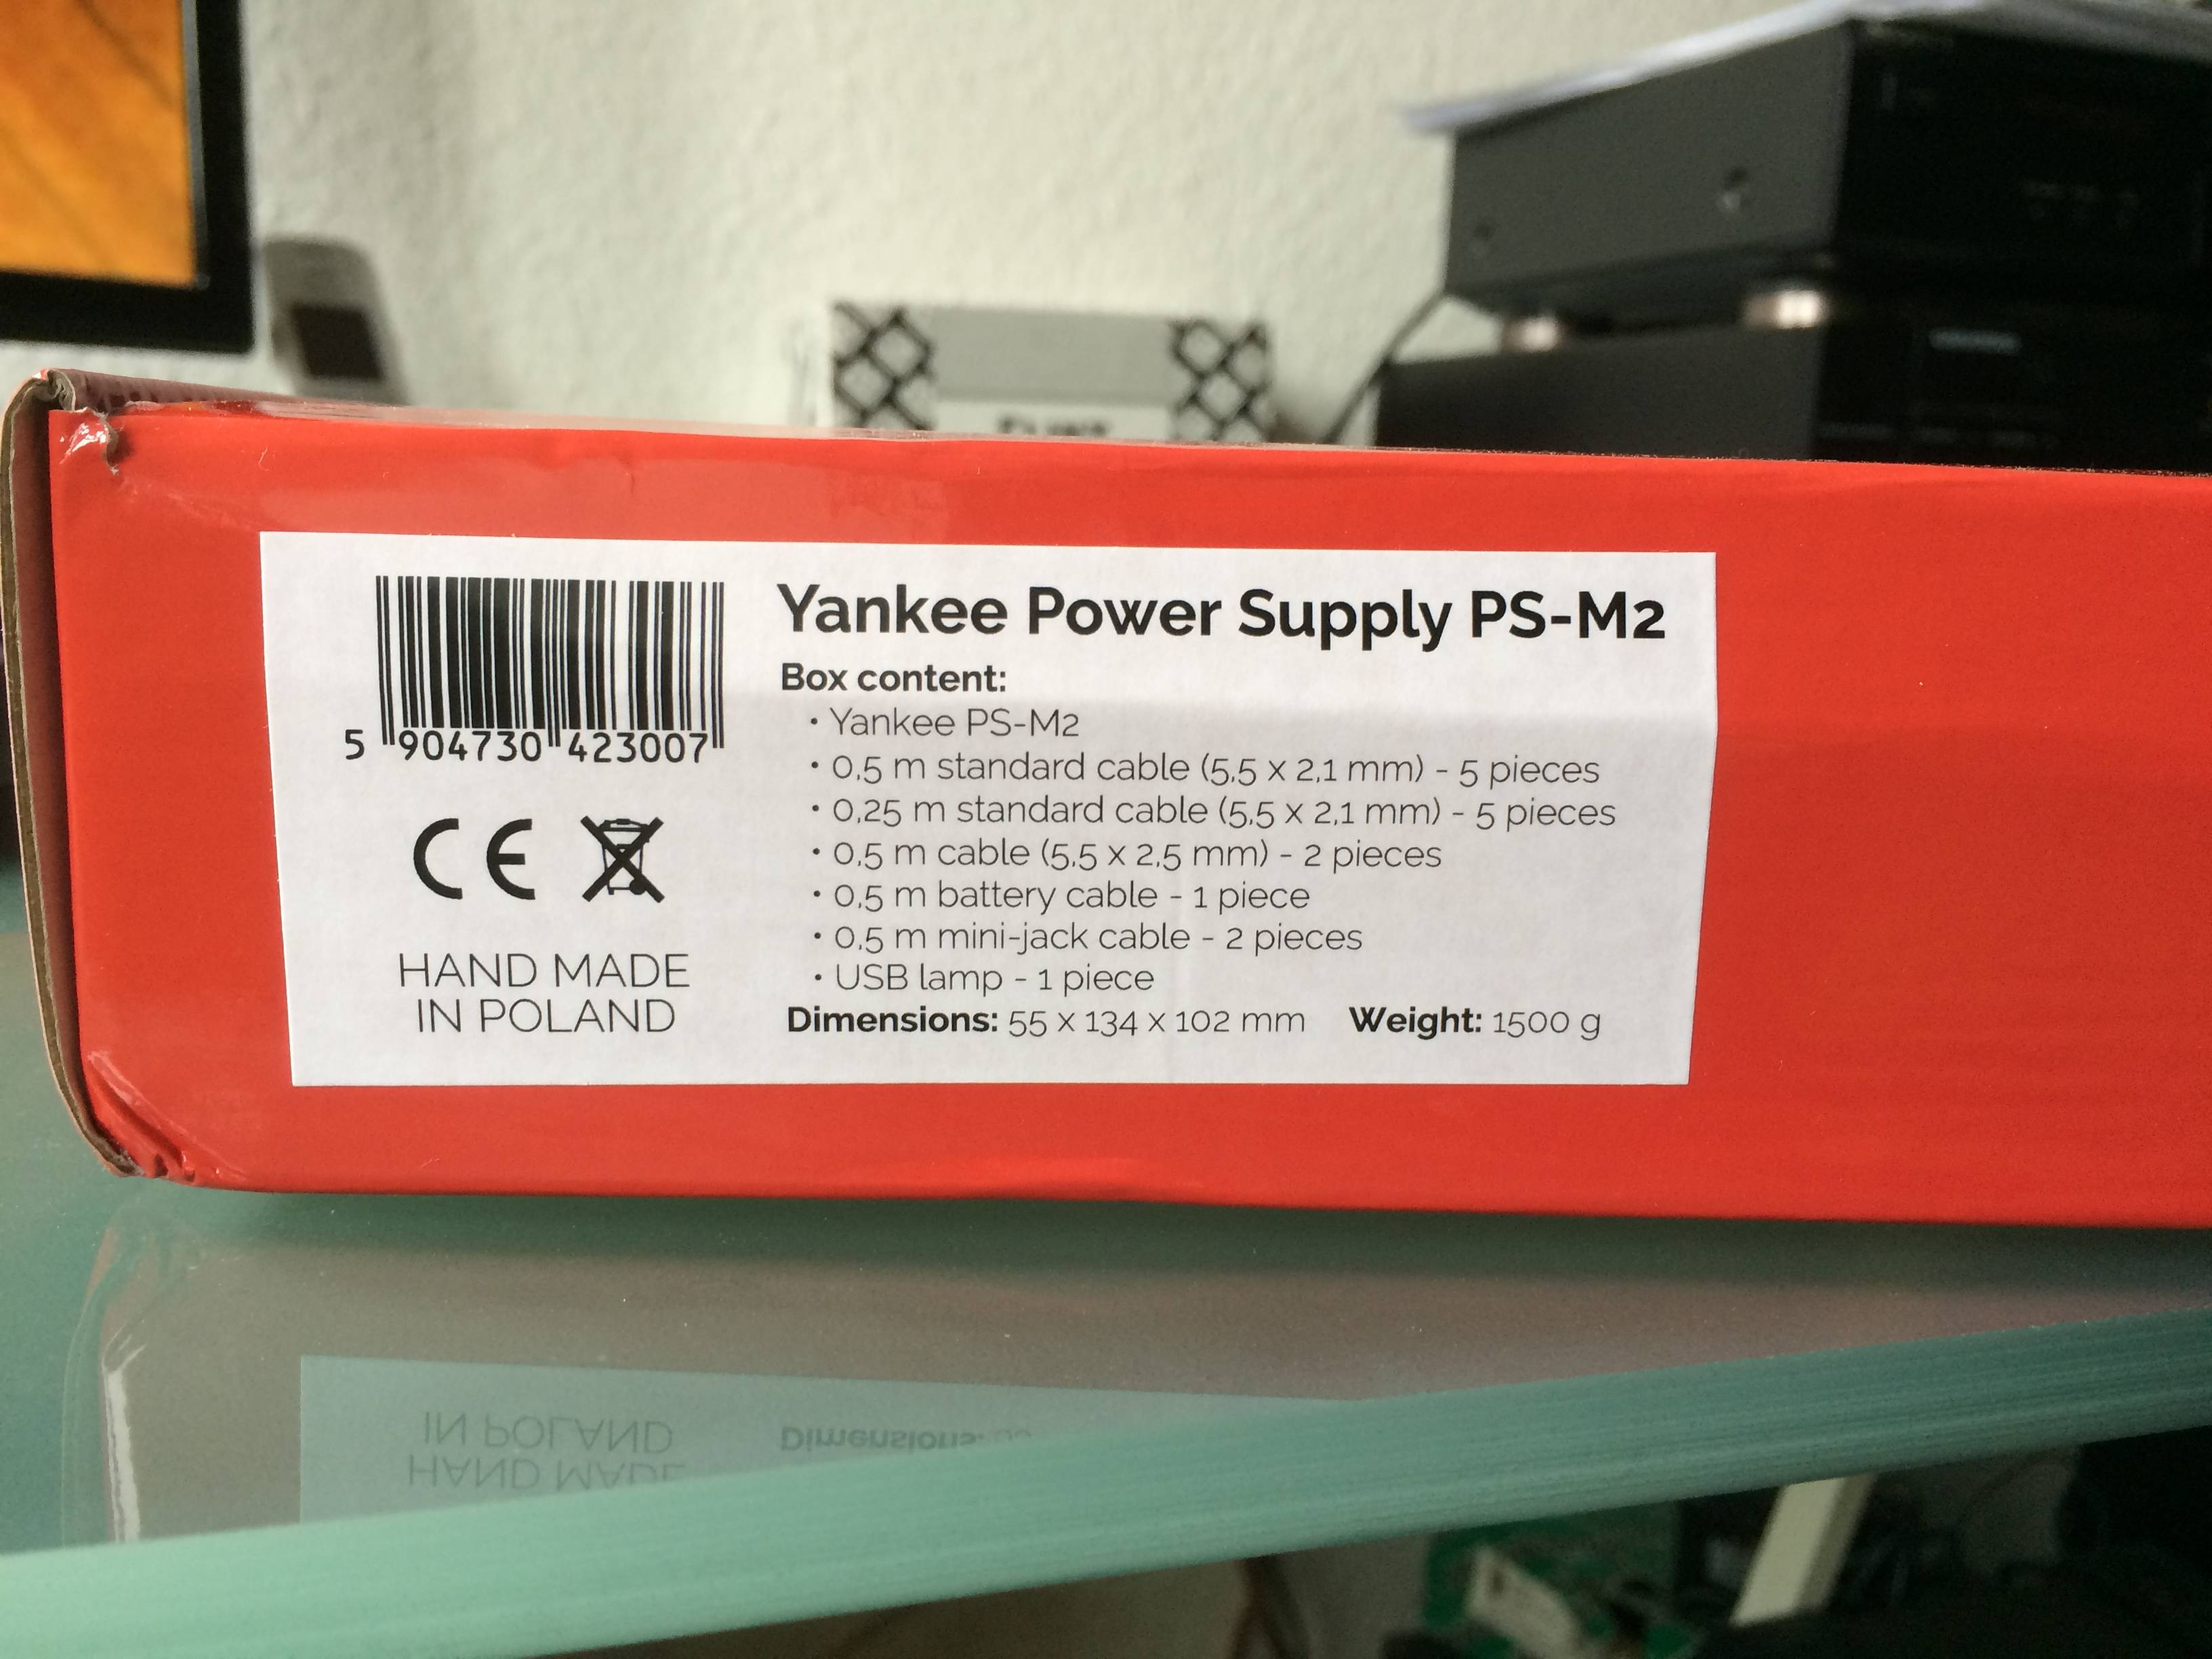 Yankee Power Supply PS-M2
Box content:
• Yankee PS-M2
• 0,5 m standard cable (5,5 x 2,1 mm) - 5 pieces
• 0,25 m standard cable (5,5 x 2,1 mm) - 5 pieces
• 0,5 m cable (5,5 x 2,5 mm) - 2 pieces
• 0,5 m battery cable - 1 piece
• 0,5 m mini-jack cable - 2 pieces
• USB lamp - 1 piece
Dimensions: 55 x 134 x 102 mm Weight: 1500 g
5 904730 423007
CE
HAND MADE
IN POLAND